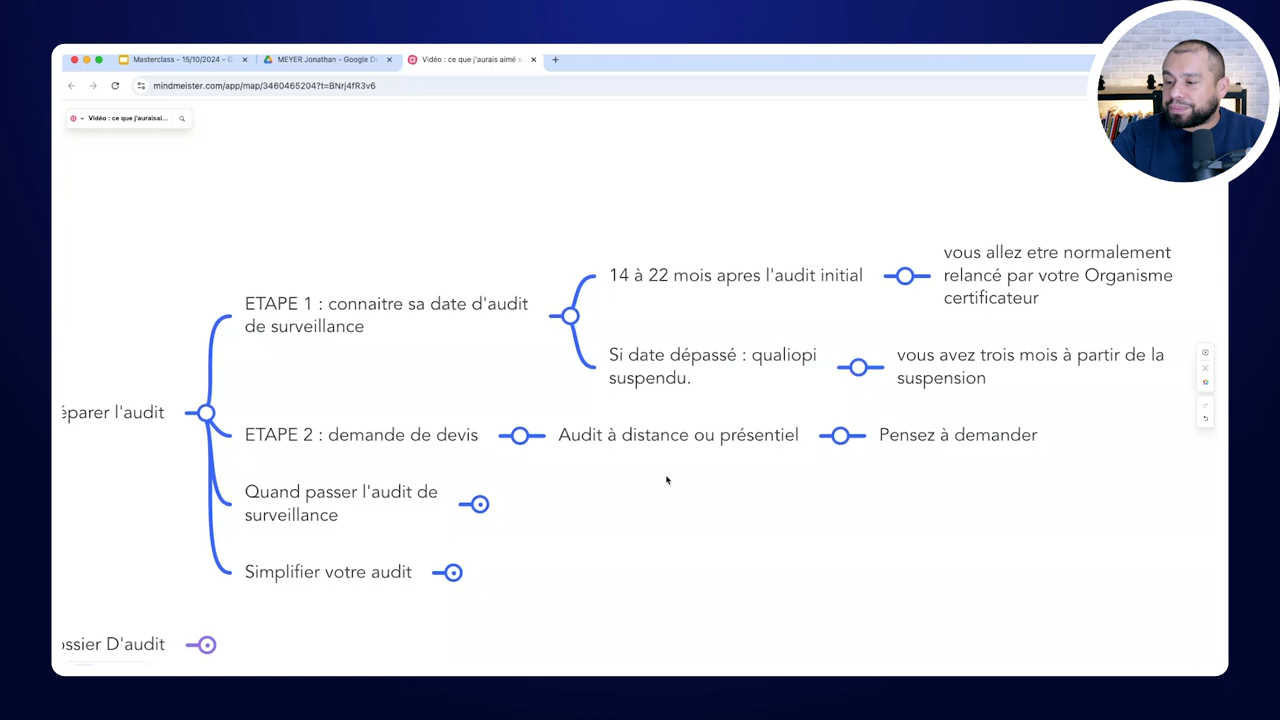 Masterclass - 15/10/2024 - G
MEYER Jonathan - Google D
Vidéo : ce que j'aurais aimé s
mindmeister.com/app/map/3460465204?t=BNrj4fR3v6
Vidéo : ce que j'auraisai...
vous allez etre normalement
relancé par votre Organisme
certificateur
14 à 22 mois apres l'audit initial
ETAPE 1 : connaitre sa date d'audit
de surveillance
Si date dépassé : qualiopi
suspendu.
vous avez trois mois à partir de la
suspension
éparer l'audit
ETAPE 2 : demande de devis
Audit à distance ou présentiel
Pensez à demander
Quand passer l'audit de
surveillance
Simplifier votre audit
ossier D'audit